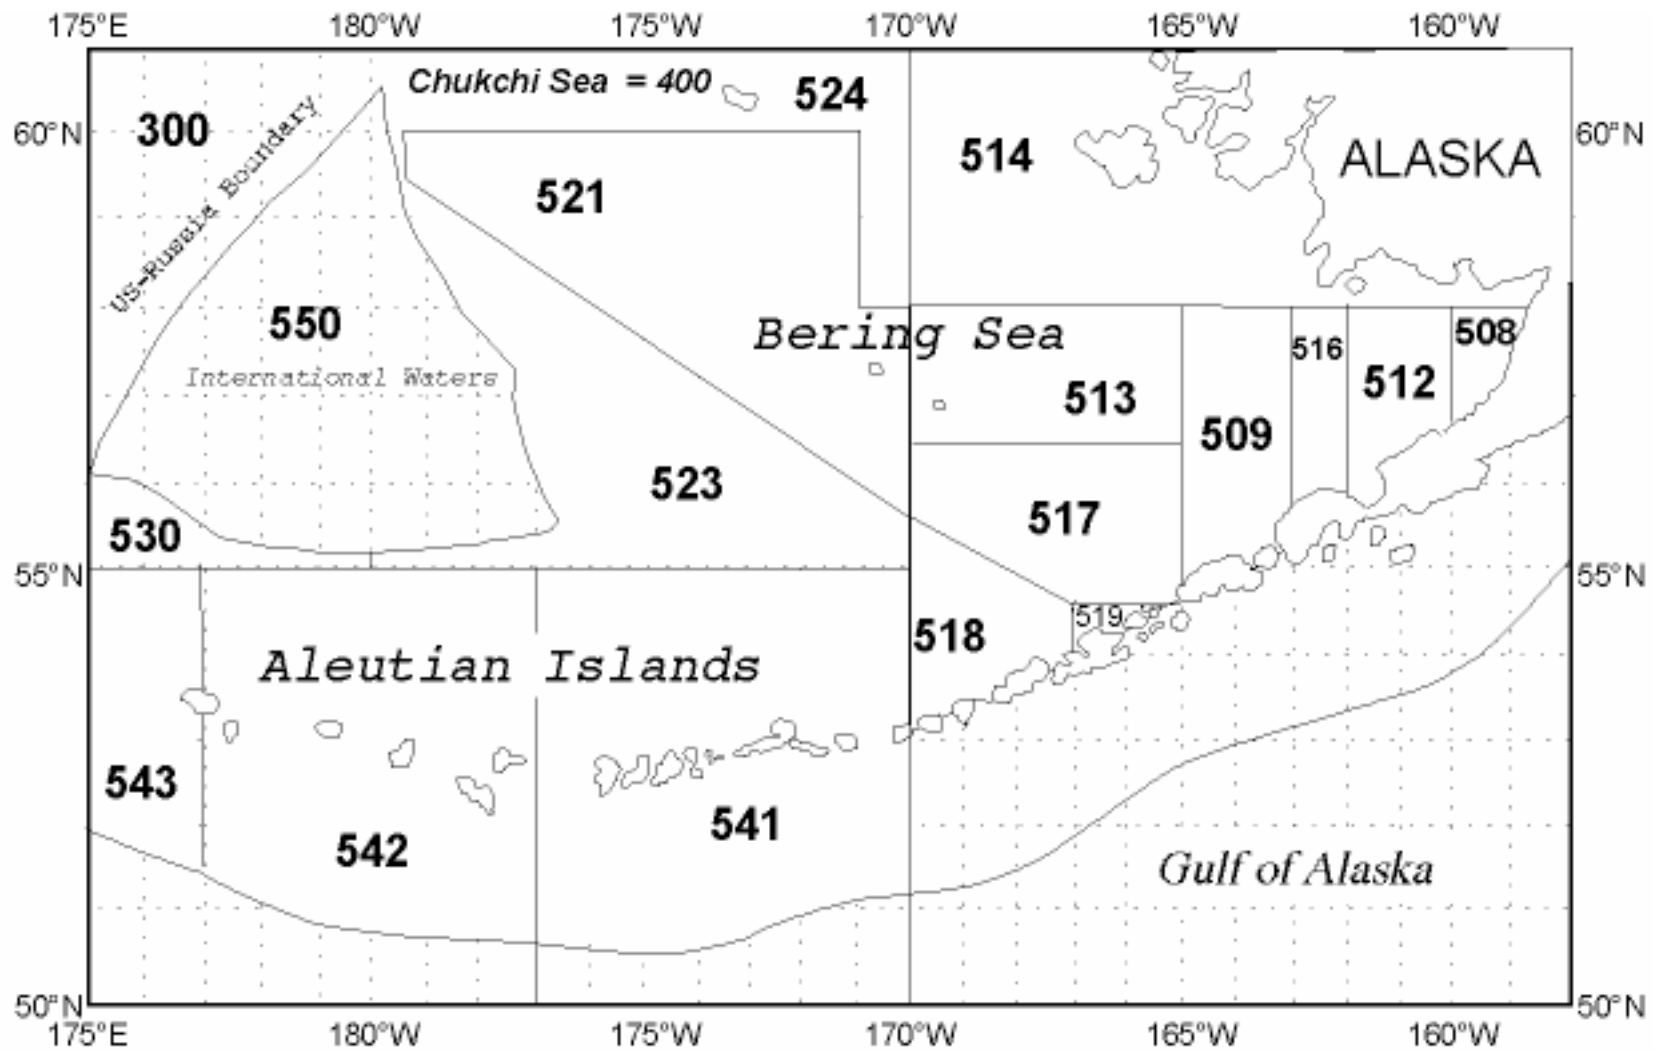 175°E 180°W 175°W 170°W 165°W 160°W
Chukchi Sea = 400
524
300
60°N
60°N
US-Russia Boundary
514
ALASKA
521
550
Bering Sea
516
508
International Waters
513
512
509
523
517
530
55°N
55°N
519
518
Aleutian Islands
543
541
542
Gulf of Alaska
50°N
50°N
175°E 180°W 175°W 170°W 165°W 160°W